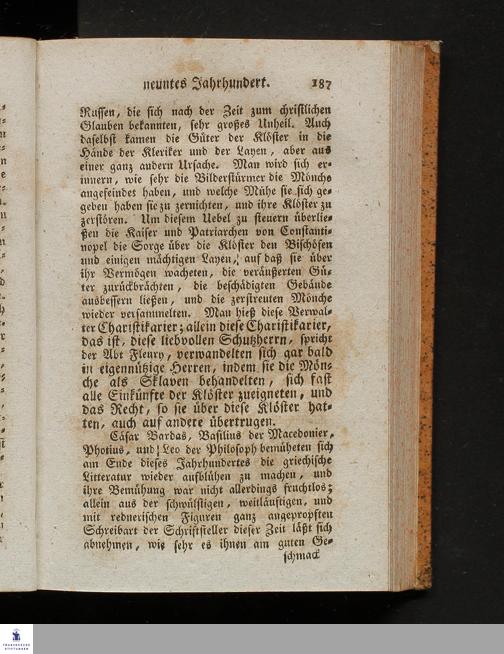 neuntes Jahrhundert. 187
Russen, die sich nach der Zeit zum christlichen
Glauben bekannten, sehr großes Unheil. Auch
daselbst kamen die Güter der Klöster in die
Hände der Kleriker und der Layen, aber aus
einer ganz andern Ursache. Man wird sich er-
innern, wie sehr die Bilderstürmer die Mönche
angefeindet haben, und welche Mühe sie sich ge-
geben haben sie zu zernichten, und ihre Klöster zu
zerstören. Um diesem Uebel zu steuern überlie-
ßen die Kaiser und Patriarchen von Constanti-
nopel die Sorge über die Klöster den Bischöfen
und einigen mächtigen Layen, auf daß sie über
ihr Vermögen wacheten, die veräußerten Gü-
ter zurückbrächten, die beschädigten Gebäude
ausbessern ließen, und die zerstreuten Mönche
wieder versammelten. Man hieß diese Verwal-
ter Charistikarier; allein diese Charistikarier,
das ist, diese liebvollen Schutzherrn, spricht
der Abt Fleury, verwandelten sich gar bald
in eigennützige Herren, indem sie die Mön-
che als Sklaven behandelten, sich fast
alle Einkünfte der Klöster zueigneten, und
das Recht, so sie über diese Klöster hat-
ten, auch auf andere übertrugen.
Cäsar Bardas, Basilius der Macedonier,
Photius, und Leo der Philosoph bemüheten sich
am Ende dieses Jahrhundertes die griechische
Litteratur wieder aufblühen zu machen, und
ihre Bemühung war nicht allerdings fruchtlos;
allein aus der schwülstigen, weitläuftigen, und
mit rednerischen Figuren ganz angepropften
Schreibart der Schriftsteller dieser Zeit läßt sich
abnehmen, wie sehr es ihnen am guten Ge-
schmack